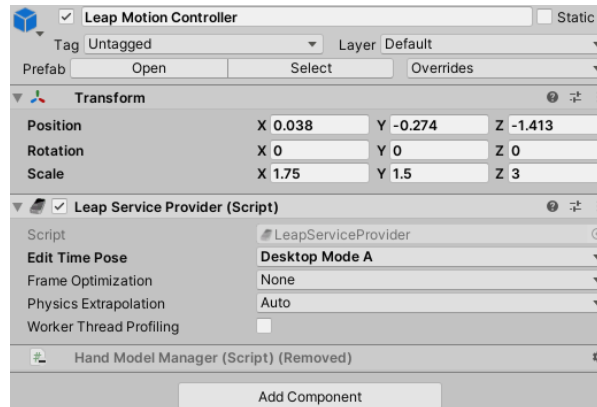 Leap Motion Controller Static
Tag Untagged Layer Default
Prefab Open Select Overrides
Transform
Position X 0.038 Y -0.274 Z -1.413
Rotation X 0 Y 0 Z 0
Scale X 1.75 Y 1.5 Z 3
Leap Service Provider (Script)
Script LeapServiceProvider
Edit Time Pose Desktop Mode A
Frame Optimization None
Physics Extrapolation Auto
Worker Thread Profiling
Hand Model Manager (Script) (Removed)
Add Component